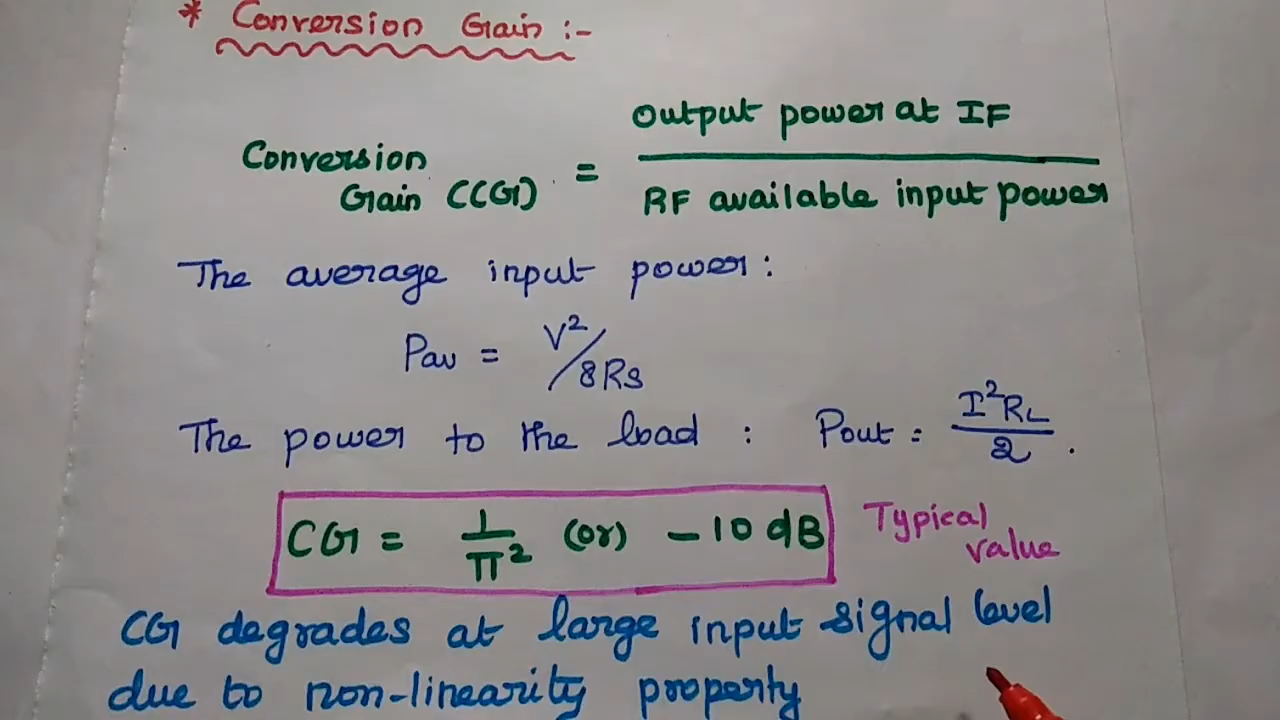 * Conversion Gain :-
Output power at IF
Conversion
Gain (CG) = 
RF available input power
The average input power :
Pav = V²/8Rs
The power to the load : Pout = I²RL/2 .
CG = 1/π² (or) -10 dB Typical value
CG degrades at large input signal level
due to non-linearity property